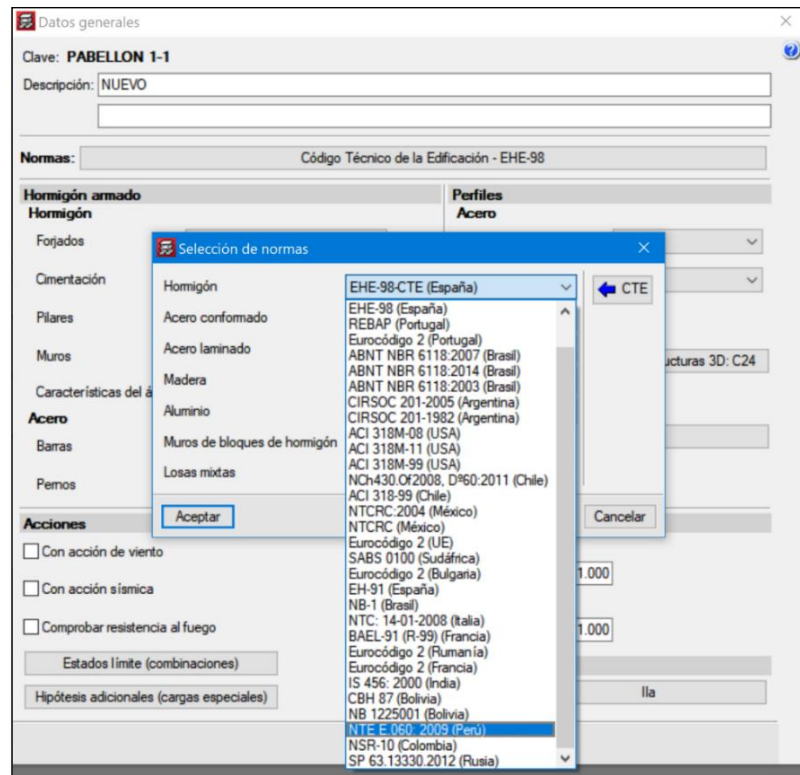 Datos generales
Clave: PABELLON 1-1
Descripción: NUEVO
Normas: Código Técnico de la Edificación - EHE-98
Hormigón armado Perfiles
Hormigón Acero
Forjados
Cimentación
Pilares
Muros
ucturas 3D: C24
Características del á
Acero
Barras
Pernos
Acciones
Con acción de viento
1.000
Con acción sísmica
Comprobar resistencia al fuego
1.000
Estados límite (combinaciones)
Hipótesis adicionales (cargas especiales)
lla
Selección de normas
Hormigón EHE-98-CTE (España) CTE
Acero conformado
Acero laminado
Madera
Aluminio
Muros de bloques de hormigón
Losas mixtas
Aceptar Cancelar
EHE-98 (España)
REBAP (Portugal)
Eurocódigo 2 (Portugal)
ABNT NBR 6118:2007 (Brasil)
ABNT NBR 6118:2014 (Brasil)
ABNT NBR 6118:2003 (Brasil)
CIRSOC 201-2005 (Argentina)
CIRSOC 201-1982 (Argentina)
ACI 318M-08 (USA)
ACI 318M-11 (USA)
ACI 318M-99 (USA)
NCh430.Of2008, Dº60:2011 (Chile)
ACI 318-99 (Chile)
NTCRC:2004 (México)
NTCRC (México)
Eurocódigo 2 (UE)
SABS 0100 (Sudáfrica)
Eurocódigo 2 (Bulgaria)
EH-91 (España)
NB-1 (Brasil)
NTC: 14-01-2008 (Italia)
BAEL-91 (R-99) (Francia)
Eurocódigo 2 (Rumanía)
Eurocódigo 2 (Francia)
IS 456: 2000 (India)
CBH 87 (Bolivia)
NB 1225001 (Bolivia)
NTE E.060: 2009 (Perú)
NSR-10 (Colombia)
SP 63.13330.2012 (Rusia)